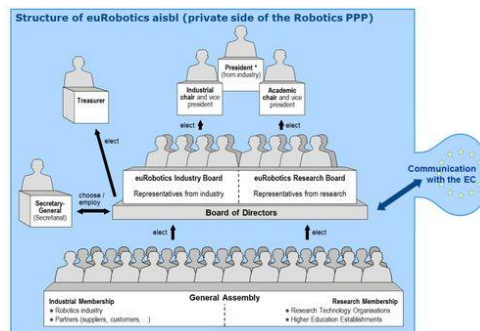 Structure of euRobotics aisbl (private side of the Robotics PPP)
President *
(from industry)
Treasurer
Industrial
chair and vice
president
Academic
chair and vice
president
elect
elect
elect
euRobotics Industry Board
Representatives from industry
euRobotics Research Board
Representatives from research
Communication
with the EC
Secretary-
General
(Secretariat)
choose /
employ
Board of Directors
elect
elect
General Assembly
Industrial Membership
◆ Robotics industry
◆ Partners (suppliers, customers, …)
Research Membership
◆ Research Technology Organisations
◆ Higher Education Establishments